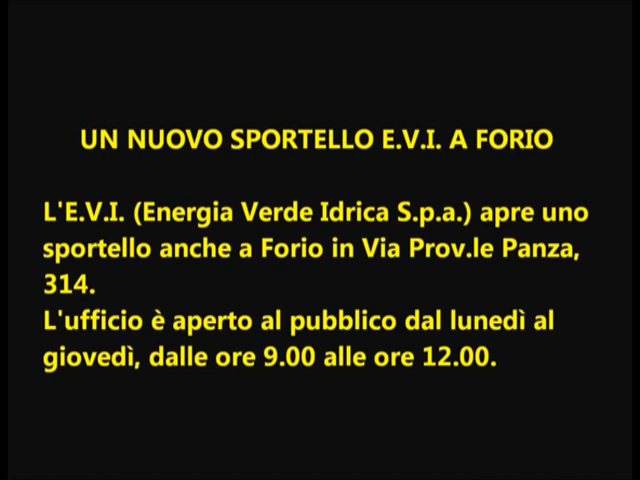 UN NUOVO SPORTELLO E.V.I. A FORIO
L'E.V.I. (Energia Verde Idrica S.p.a.) apre uno
sportello anche a Forio in Via Prov.le Panza,
314.
L'ufficio è aperto al pubblico dal lunedì al
giovedì, dalle ore 9.00 alle ore 12.00.